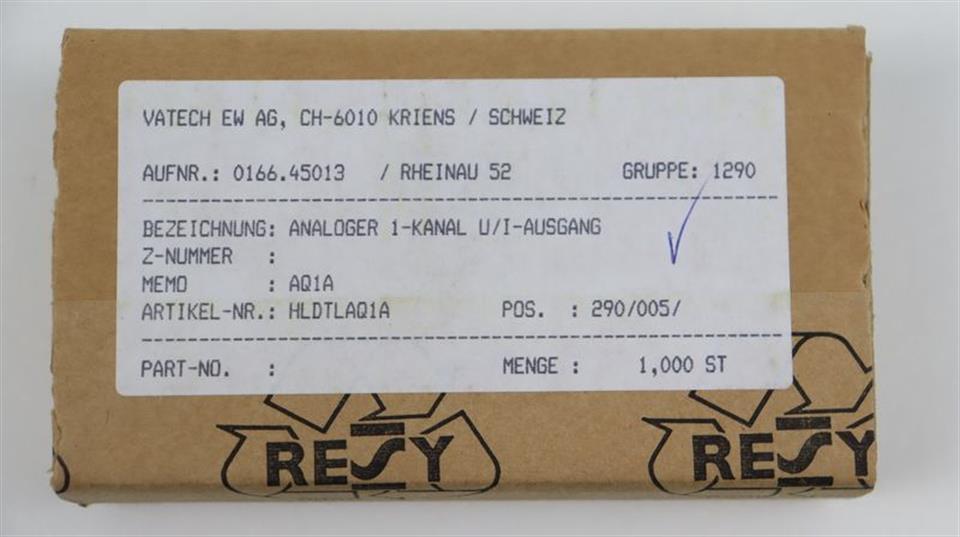 VATECH EW AG, CH-6010 KRIENS / SCHWEIZ
AUFNR.: 0166.45013 / RHEINAU 52 GRUPPE: 1290
BEZEICHNUNG: ANALOGER 1-KANAL U/I-AUSGANG
Z-NUMMER :
MEMO : AQ1A
ARTIKEL-NR.: HLDTLAQ1A POS. : 290/005/
PART-NO. : MENGE : 1,000 ST
RESY RESY